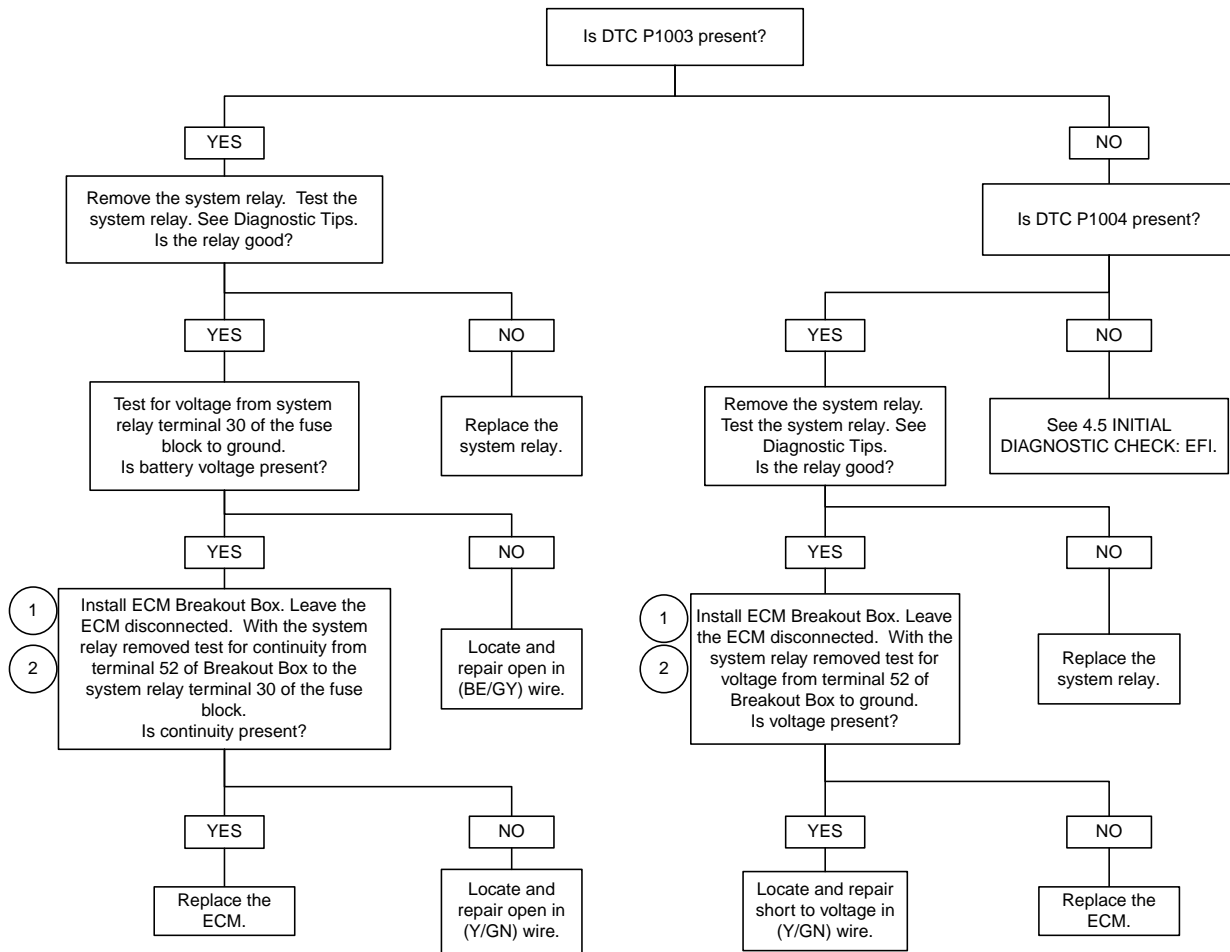 Is DTC P1003 present?
YES
NO
Remove the system relay. Test the
system relay. See Diagnostic Tips.
Is the relay good?
Is DTC P1004 present?
YES
NO
YES
NO
Test for voltage from system
relay terminal 30 of the fuse
block to ground.
Is battery voltage present?
Replace the
system relay.
Remove the system relay.
Test the system relay. See
Diagnostic Tips.
Is the relay good?
See 4.5 INITIAL
DIAGNOSTIC CHECK: EFI.
YES
NO
YES
NO
1
2
Install ECM Breakout Box. Leave the
ECM disconnected. With the system
relay removed test for continuity from
terminal 52 of Breakout Box to the
system relay terminal 30 of the fuse
block.
Is continuity present?
Locate and
repair open in
(BE/GY) wire.
1
2
Install ECM Breakout Box. Leave
the ECM disconnected. With the
system relay removed test for
voltage from terminal 52 of
Breakout Box to ground.
Is voltage present?
Replace the
system relay.
YES
NO
YES
NO
Replace the
ECM.
Locate and
repair open in
(Y/GN) wire.
Locate and repair
short to voltage in
(Y/GN) wire.
Replace the
ECM.